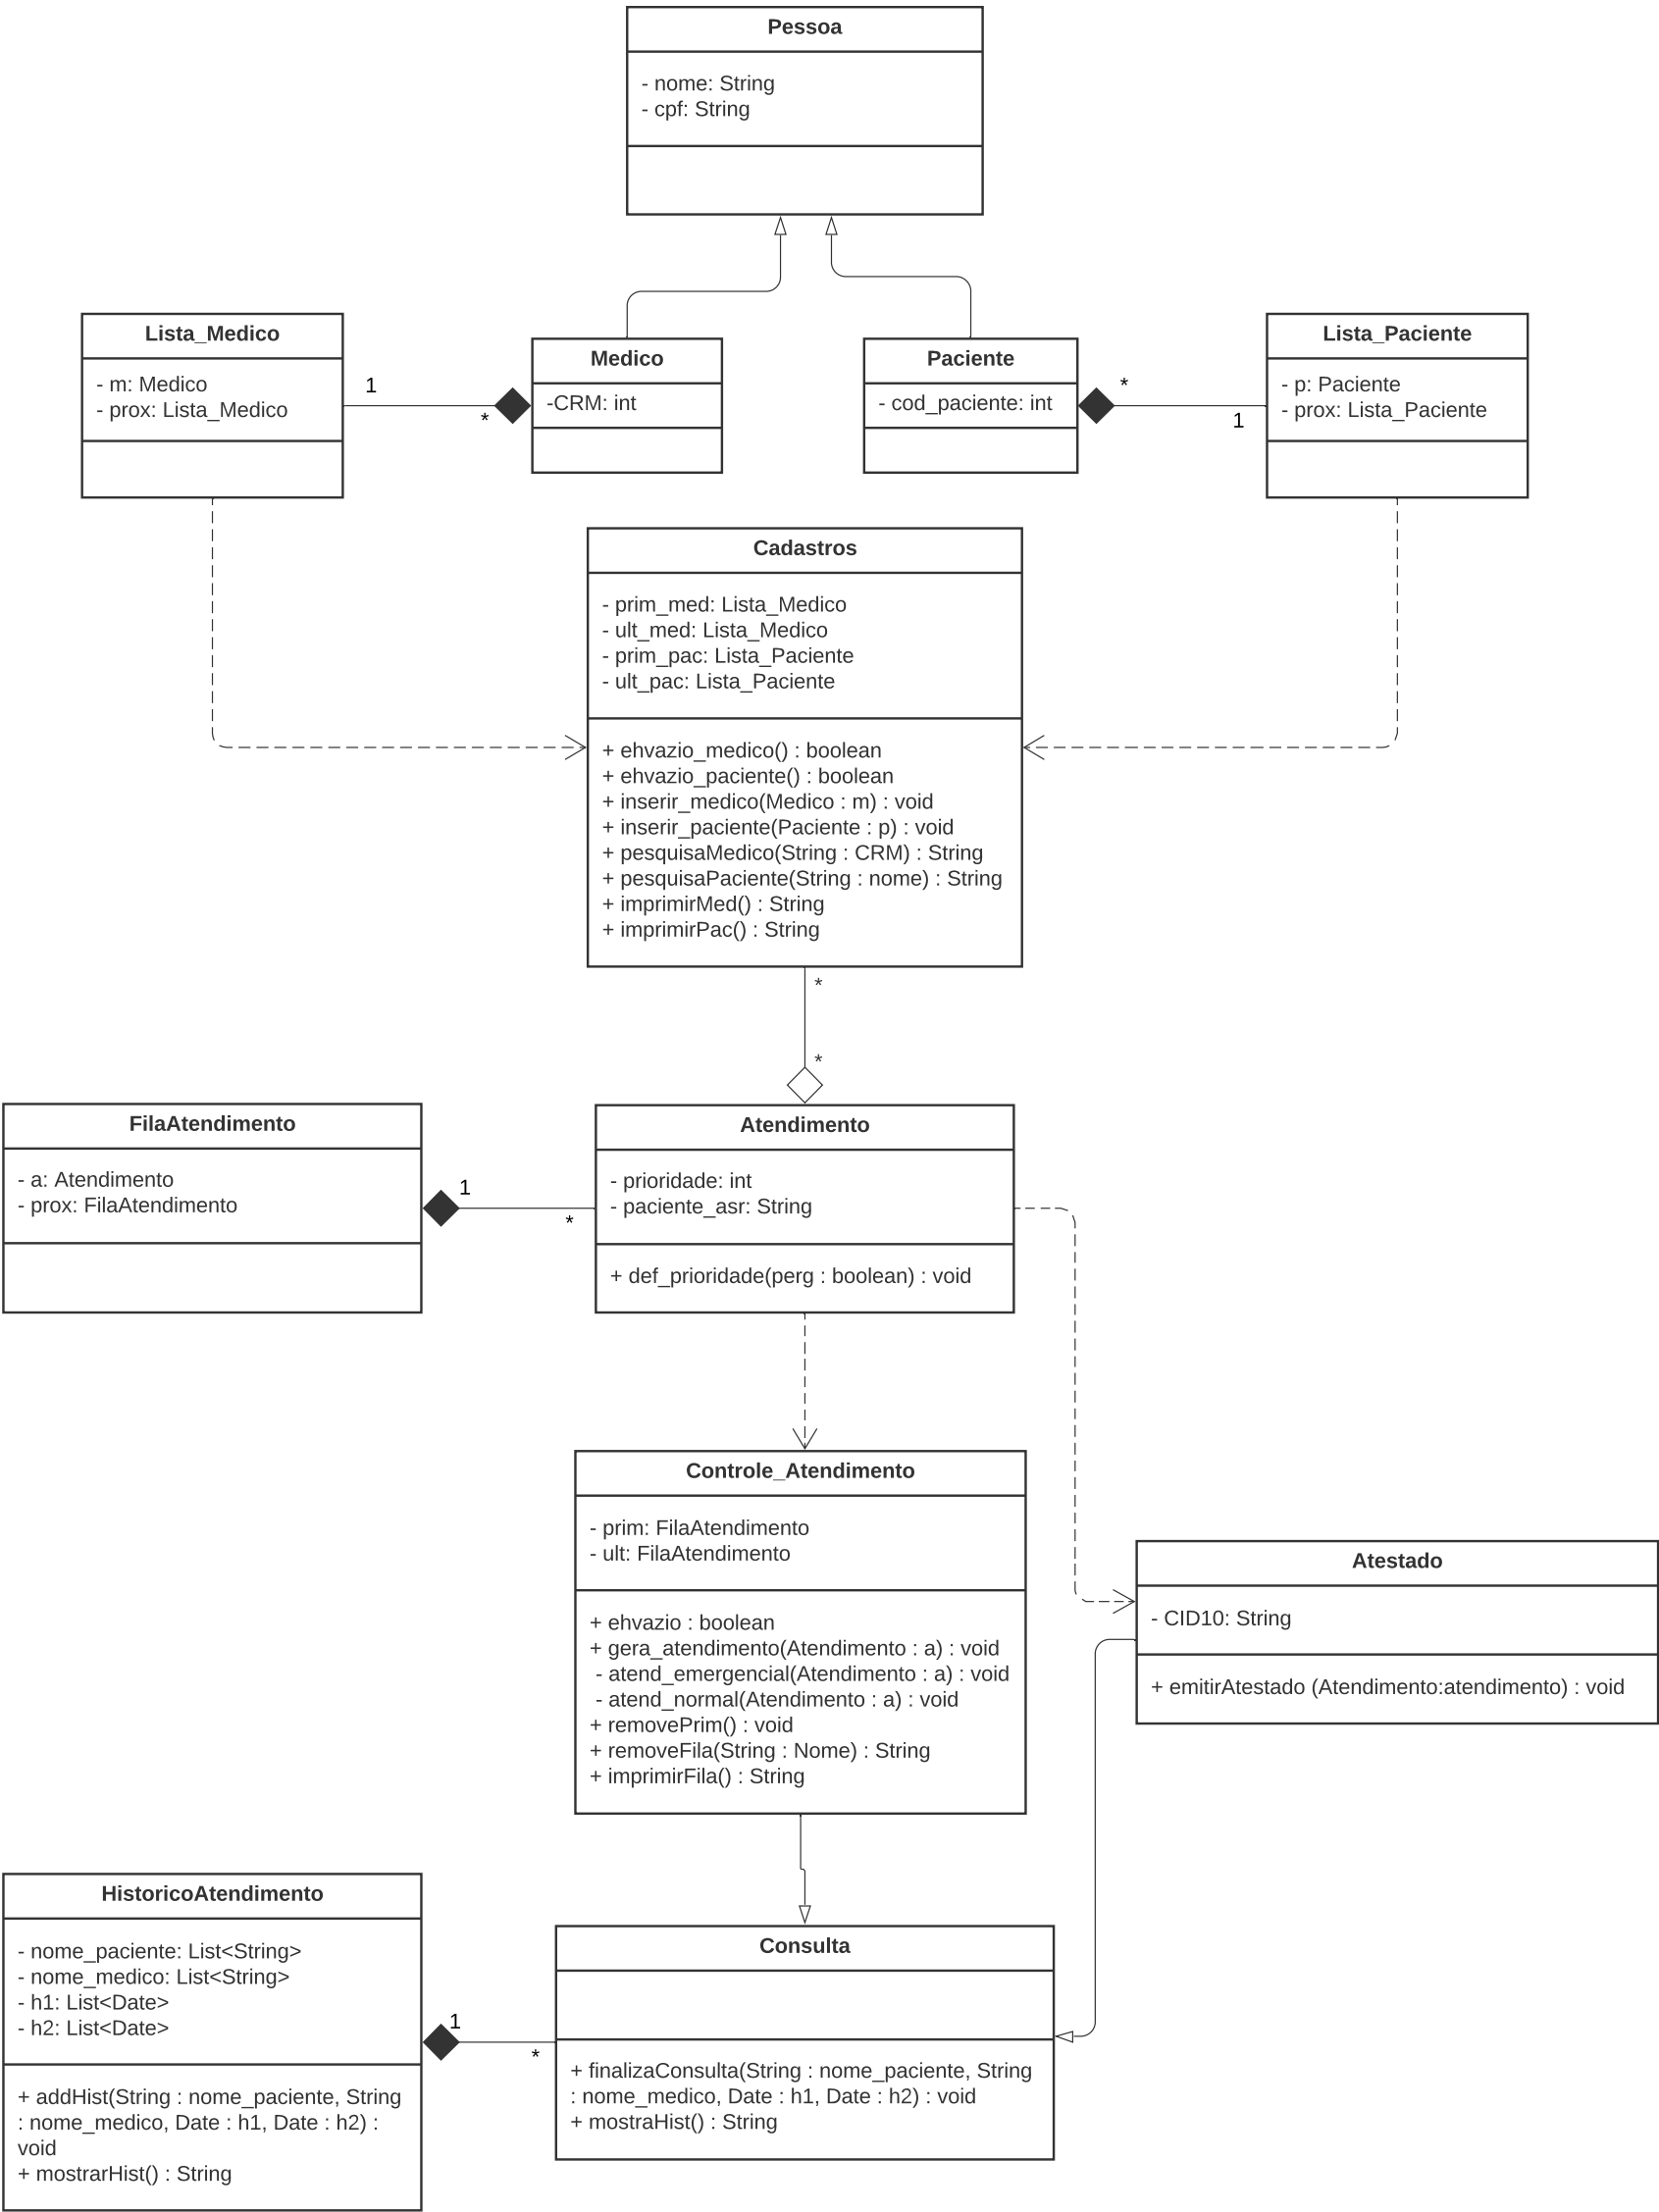 Pessoa
- nome: String
- cpf: String
Lista_Medico
- m: Medico
- prox: Lista_Medico
1
*
Medico
-CRM: int
Paciente
- cod_paciente: int
*
1
Lista_Paciente
- p: Paciente
- prox: Lista_Paciente
Cadastros
- prim_med: Lista_Medico
- ult_med: Lista_Medico
- prim_pac: Lista_Paciente
- ult_pac: Lista_Paciente
+ ehvazio_medico() : boolean
+ ehvazio_paciente() : boolean
+ inserir_medico(Medico : m) : void
+ inserir_paciente(Paciente : p) : void
+ pesquisaMedico(String : CRM) : String
+ pesquisaPaciente(String : nome) : String
+ imprimirMed() : String
+ imprimirPac() : String
*
*
FilaAtendimento
- a: Atendimento
- prox: FilaAtendimento
1
*
Atendimento
- prioridade: int
- paciente_asr: String
+ def_prioridade(perg : boolean) : void
Controle_Atendimento
- prim: FilaAtendimento
- ult: FilaAtendimento
+ ehvazio : boolean
+ gera_atendimento(Atendimento : a) : void
- atend_emergencial(Atendimento : a) : void
- atend_normal(Atendimento : a) : void
+ removePrim() : void
+ removeFila(String : Nome) : String
+ imprimirFila() : String
Atestado
- CID10: String
+ emitirAtestado (Atendimento:atendimento) : void
HistoricoAtendimento
- nome_paciente: List<String>
- nome_medico: List<String>
- h1: List<Date>
- h2: List<Date>
+ addHist(String : nome_paciente, String
: nome_medico, Date : h1, Date : h2) :
void
+ mostrarHist() : String
1
*
Consulta
+ finalizaConsulta(String : nome_paciente, String
: nome_medico, Date : h1, Date : h2) : void
+ mostraHist() : String